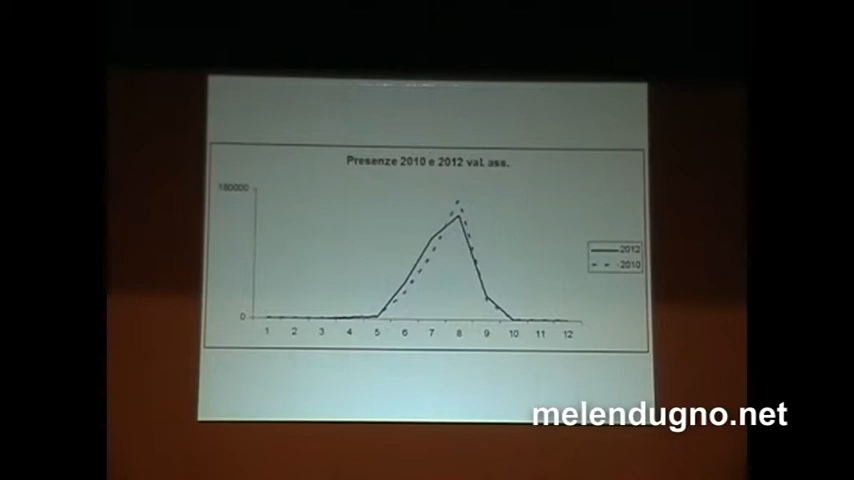 Presenze 2010 e 2012 val. ass.
180000
0
1 2 3 4 5 6 7 8 9 10 11 12
2012
2010
melendugno.net